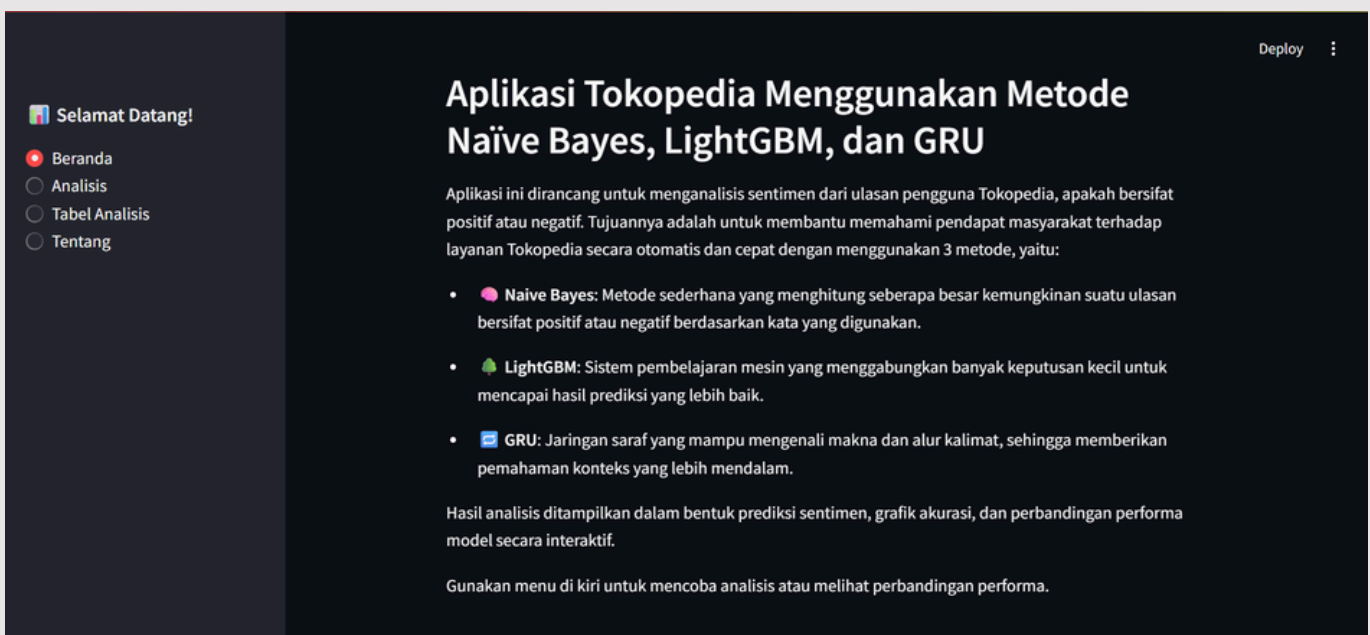 Deploy
📊 Selamat Datang!
Beranda
Analisis
Tabel Analisis
Tentang
Aplikasi Tokopedia Menggunakan Metode
Naïve Bayes, LightGBM, dan GRU
Aplikasi ini dirancang untuk menganalisis sentimen dari ulasan pengguna Tokopedia, apakah bersifat
positif atau negatif. Tujuannya adalah untuk membantu memahami pendapat masyarakat terhadap
layanan Tokopedia secara otomatis dan cepat dengan menggunakan 3 metode, yaitu:
• 🧠 Naive Bayes: Metode sederhana yang menghitung seberapa besar kemungkinan suatu ulasan
bersifat positif atau negatif berdasarkan kata yang digunakan.
• 🌳 LightGBM: Sistem pembelajaran mesin yang menggabungkan banyak keputusan kecil untuk
mencapai hasil prediksi yang lebih baik.
• 🔁 GRU: Jaringan saraf yang mampu mengenali makna dan alur kalimat, sehingga memberikan
pemahaman konteks yang lebih mendalam.
Hasil analisis ditampilkan dalam bentuk prediksi sentimen, grafik akurasi, dan perbandingan performa
model secara interaktif.
Gunakan menu di kiri untuk mencoba analisis atau melihat perbandingan performa.